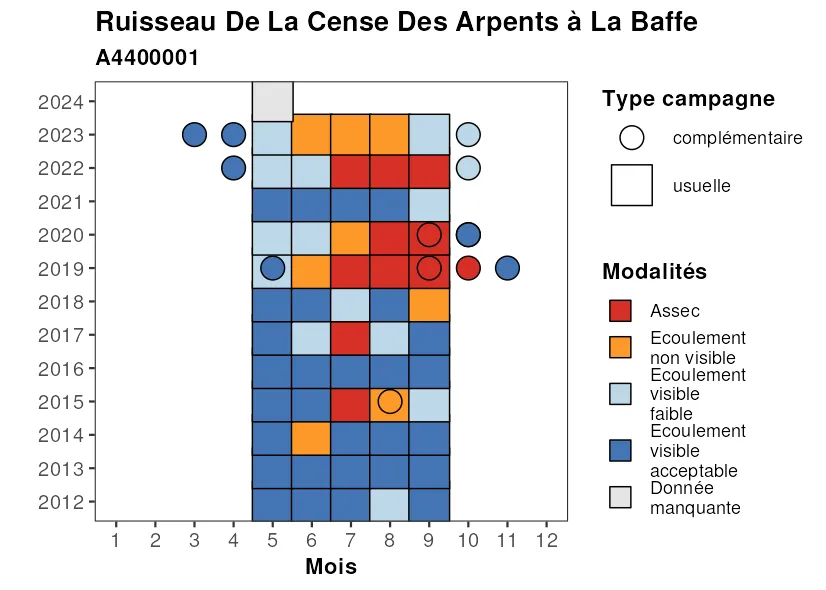 Ruisseau De La Cense Des Arpents à La Baffe
A4400001
2024
2023
2022
2021
2020
2019
2018
2017
2016
2015
2014
2013
2012
1 2 3 4 5 6 7 8 9 10 11 12
Mois
Type campagne
complémentaire
usuelle
Modalités
Assec
Ecoulement
non visible
Ecoulement
visible
faible
Ecoulement
visible
acceptable
Donnée
manquante